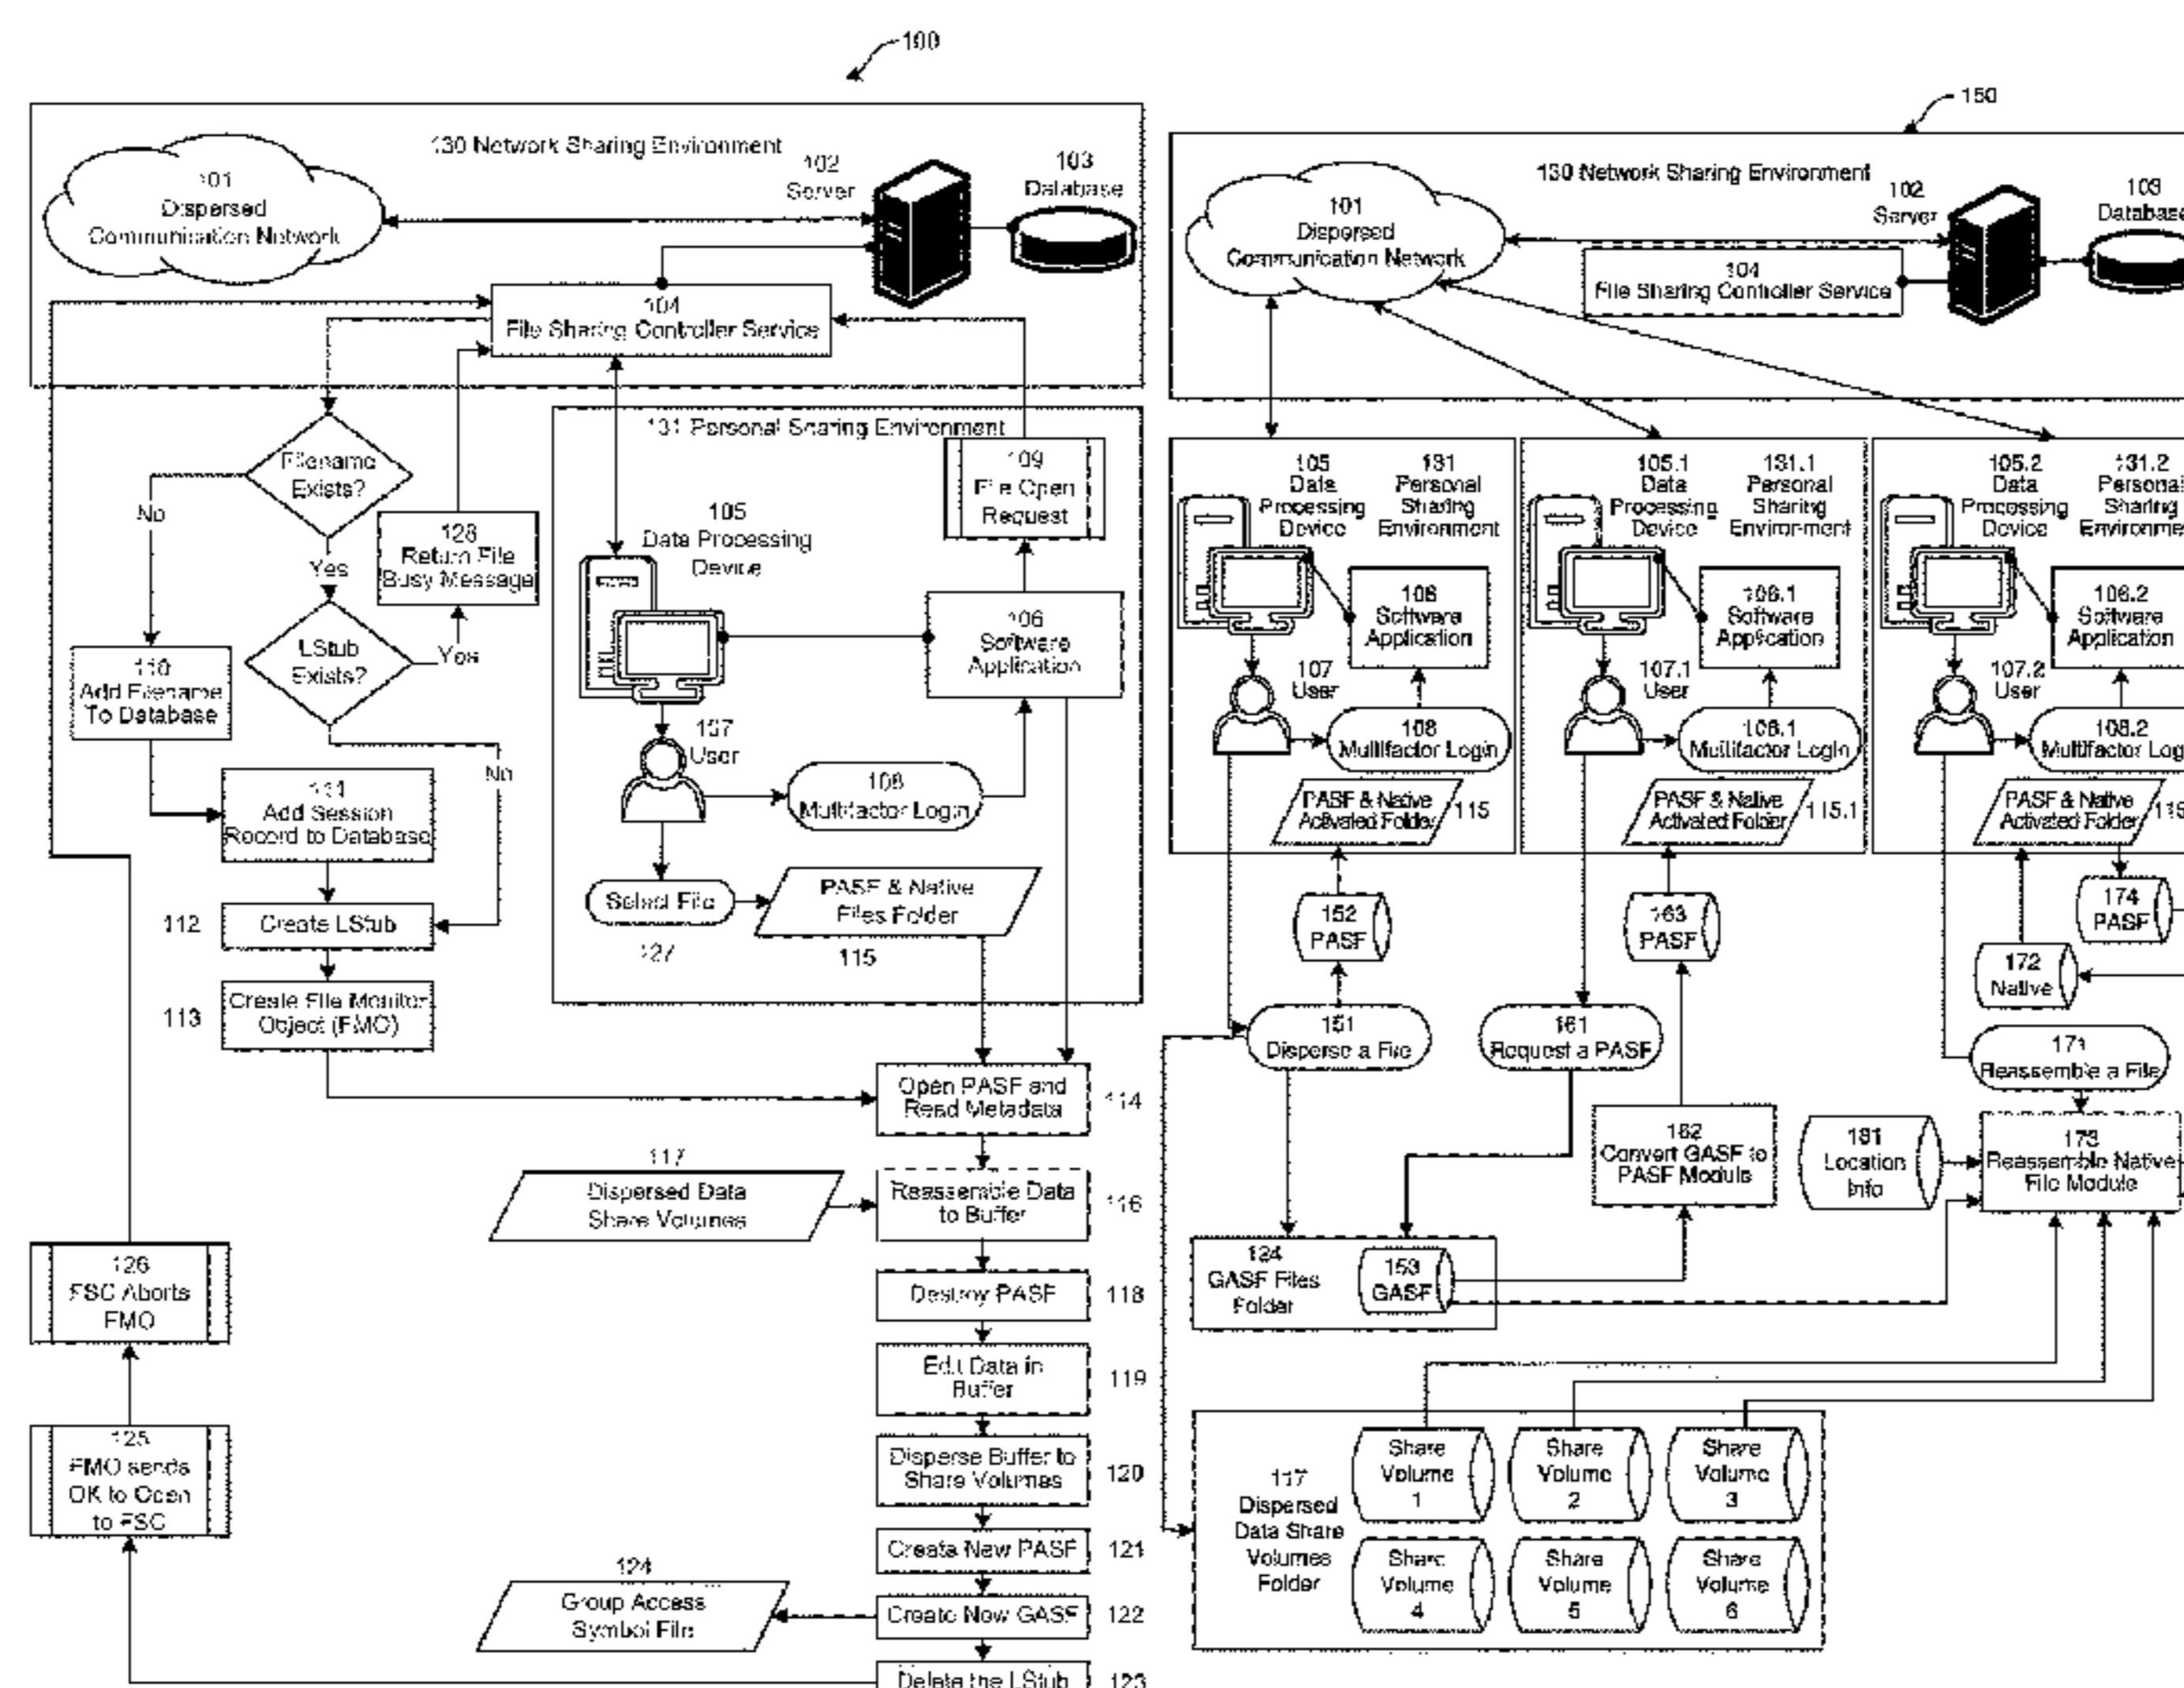 100
130 Network Sharing Environment
101
Dispersed
Communication Network
102
Server
103
Database
104
File Sharing Controller Service
Filename
Exists?
No
Yes
128
Return File
Busy Message
LStub
Exists?
Yes
No
110
Add Filename
To Database
111
Add Session
Record to Database
112
Create LStub
113
Create File Monitor
Object (FMO)
131 Personal Sharing Environment
109
File Open
Request
105
Data Processing
Device
106
Software
Application
107
User
108
Multifactor Login
Select File
127
PASF & Native
Files Folder
115
Open PASF and
Read Metadata
114
117
Dispersed Data
Share Volumes
Reassemble Data
to Buffer
116
Destroy PASF
118
Edit Data in
Buffer
119
Disperse Buffer to
Share Volumes
120
Create New PASF
121
124
Group Access
Symbol File
Create New GASF
122
Delete the LStub
123
126
FSC Aborts
FMO
125
FMO sends
OK to Open
to FSC
150
130 Network Sharing Environment
101
Dispersed
Communication Network
102
Server
103
Database
104
File Sharing Controller Service
105
Data
Processing
Device
131
Personal
Sharing
Environment
106
Software
Application
107
User
108
Multifactor Login
PASF & Native
Activated Folder
115
105.1
Data
Processing
Device
131.1
Personal
Sharing
Environment
106.1
Software
Application
107.1
User
108.1
Multifactor Login
PASF & Native
Activated Folder
115.1
105.2
Data
Processing
Device
131.2
Personal
Sharing
Environme
106.2
Software
Application
107.2
User
108.2
Multifactor Log
PASF & Native
Activated Folder
115
152
PASF
163
PASF
174
PASF
172
Native
151
Disperse a File
161
Request a PASF
171
Reassemble a File
162
Convert GASF to
PASF Module
181
Location
Info
173
Reassemble Native
File Module
124
GASF Files
Folder
153
GASF
117
Dispersed
Data Share
Volumes
Folder
Share
Volume
1
Share
Volume
2
Share
Volume
3
Share
Volume
4
Share
Volume
5
Share
Volume
6